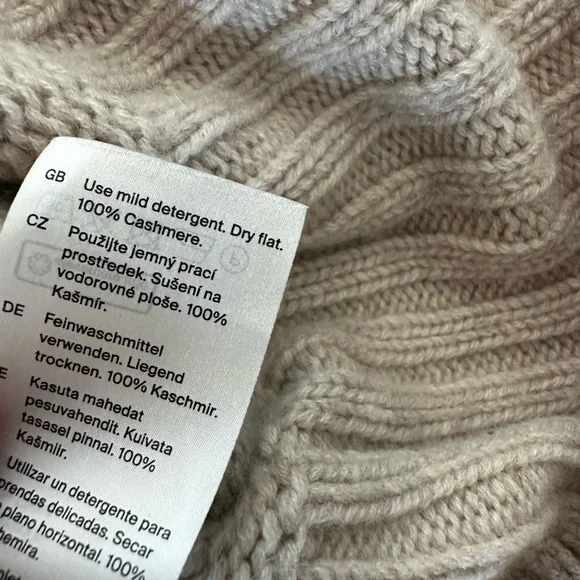 GB Use mild detergent. Dry flat.
100% Cashmere.
CZ Použijte jemný prací
prostředek. Sušení na
vodorovné ploše. 100%
Kašmír.
DE Feinwaschmittel
verwenden. Liegend
trocknen. 100% Kaschmir.
Kasuta mahedat
pesuvahendit. Kuivata
tasasel pinnal. 100%
Kašmiir.
Utilizar un detergente para
prendas delicadas. Secar
plano horizontal. 100%